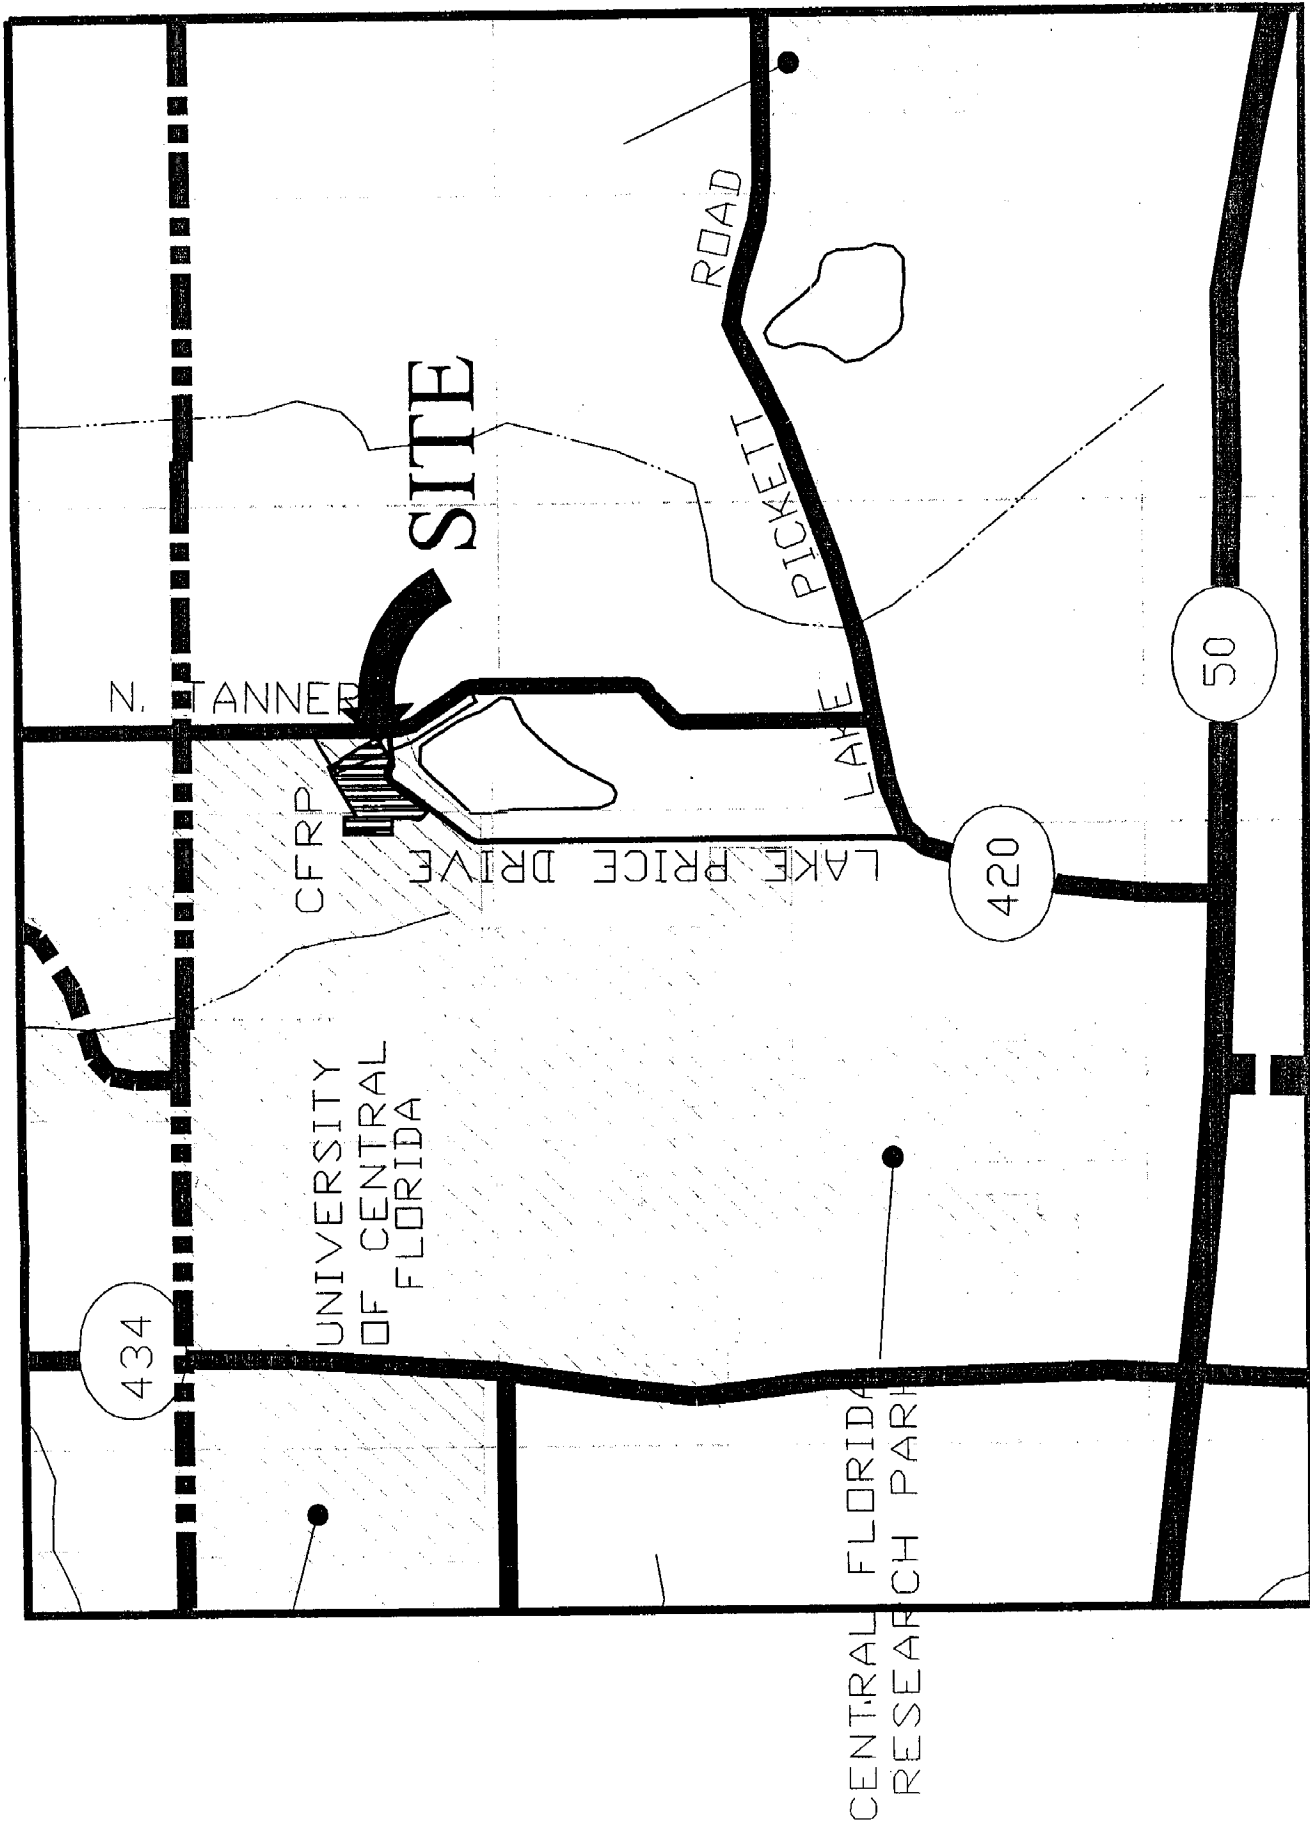 434
N. TANNER
UNIVERSITY
OF CENTRAL
FLORIDA
CFRP
SITE
LAKE PRICE DRIVE
LAKE PICKETT ROAD
CENTRAL FLORIDA
RESEARCH PARK
420
50